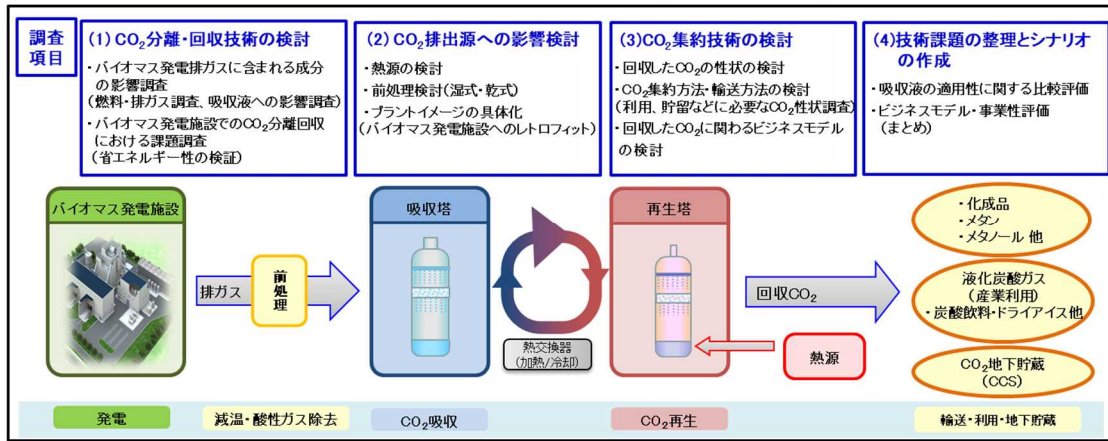 調査
項目
(1) CO₂分離・回収技術の検討
・バイオマス発電排ガスに含まれる成分
の影響調査
(燃料・排ガス調査、吸収液への影響調査)
・バイオマス発電施設でのCO₂分離回収
における課題調査
(省エネルギー性の検証)
(2) CO₂排出源への影響検討
・熱源の検討
・前処理検討(湿式・乾式)
・プラントイメージの具体化
(バイオマス発電施設へのレトロフィット)
(3)CO₂集約技術の検討
・回収したCO₂の性状の検討
・CO₂集約方法・輸送方法の検討
(利用、貯留などに必要なCO₂性状調査)
・回収したCO₂に関わるビジネスモデル
の検討
(4)技術課題の整理とシナリオ
の作成
・吸収液の適用性に関する比較評価
・ビジネスモデル・事業性評価
(まとめ)
バイオマス発電施設
排ガス
前処理
吸収塔
熱交換器
(加熱/冷却)
再生塔
回収CO₂
熱源
・化成品
・メタン
・メタノール 他
液化炭酸ガス
(産業利用)
・炭酸飲料・ドライアイス他
CO₂地下貯蔵
(CCS)
発電
減温・酸性ガス除去
CO₂吸収
CO₂再生
輸送・利用・地下貯蔵